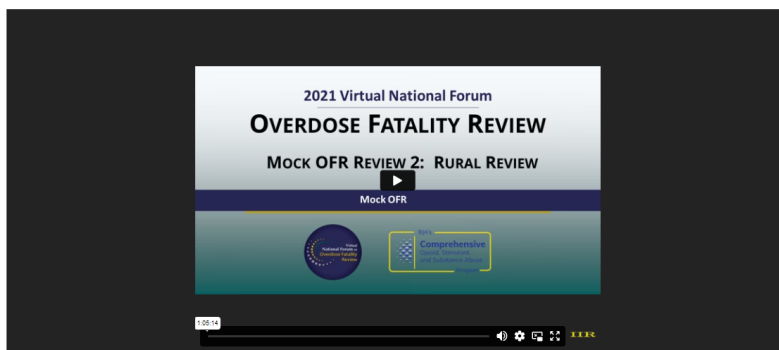 2021 Virtual National Forum
OVERDOSE FATALITY REVIEW
MOCK OFR REVIEW 2: RURAL REVIEW
Mock OFR
Virtual
National Forum on
Overdose Fatality
Review
BJA's
Comprehensive
Opioid, Stimulant,
and Substance Abuse
Program
1:05:14
IIR